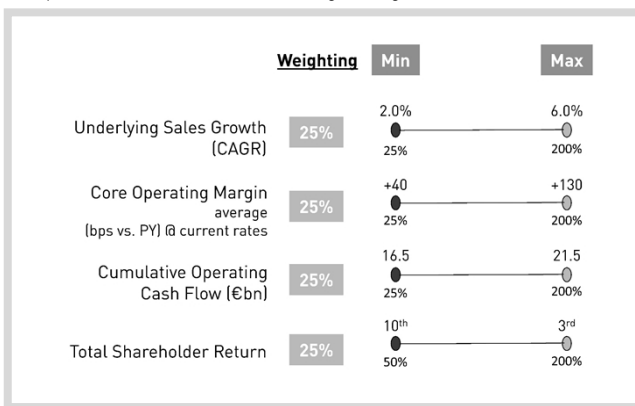 Weighting Min Max
2.0% 6.0%
Underlying Sales Growth
(CAGR)
25%
25% 200%
+40 +130
Core Operating Margin
average
(bps vs. PY) @ current rates
25%
25% 200%
16.5 21.5
Cumulative Operating
Cash Flow (€bn)
25%
25% 200%
10th 3rd
Total Shareholder Return
25%
50% 200%